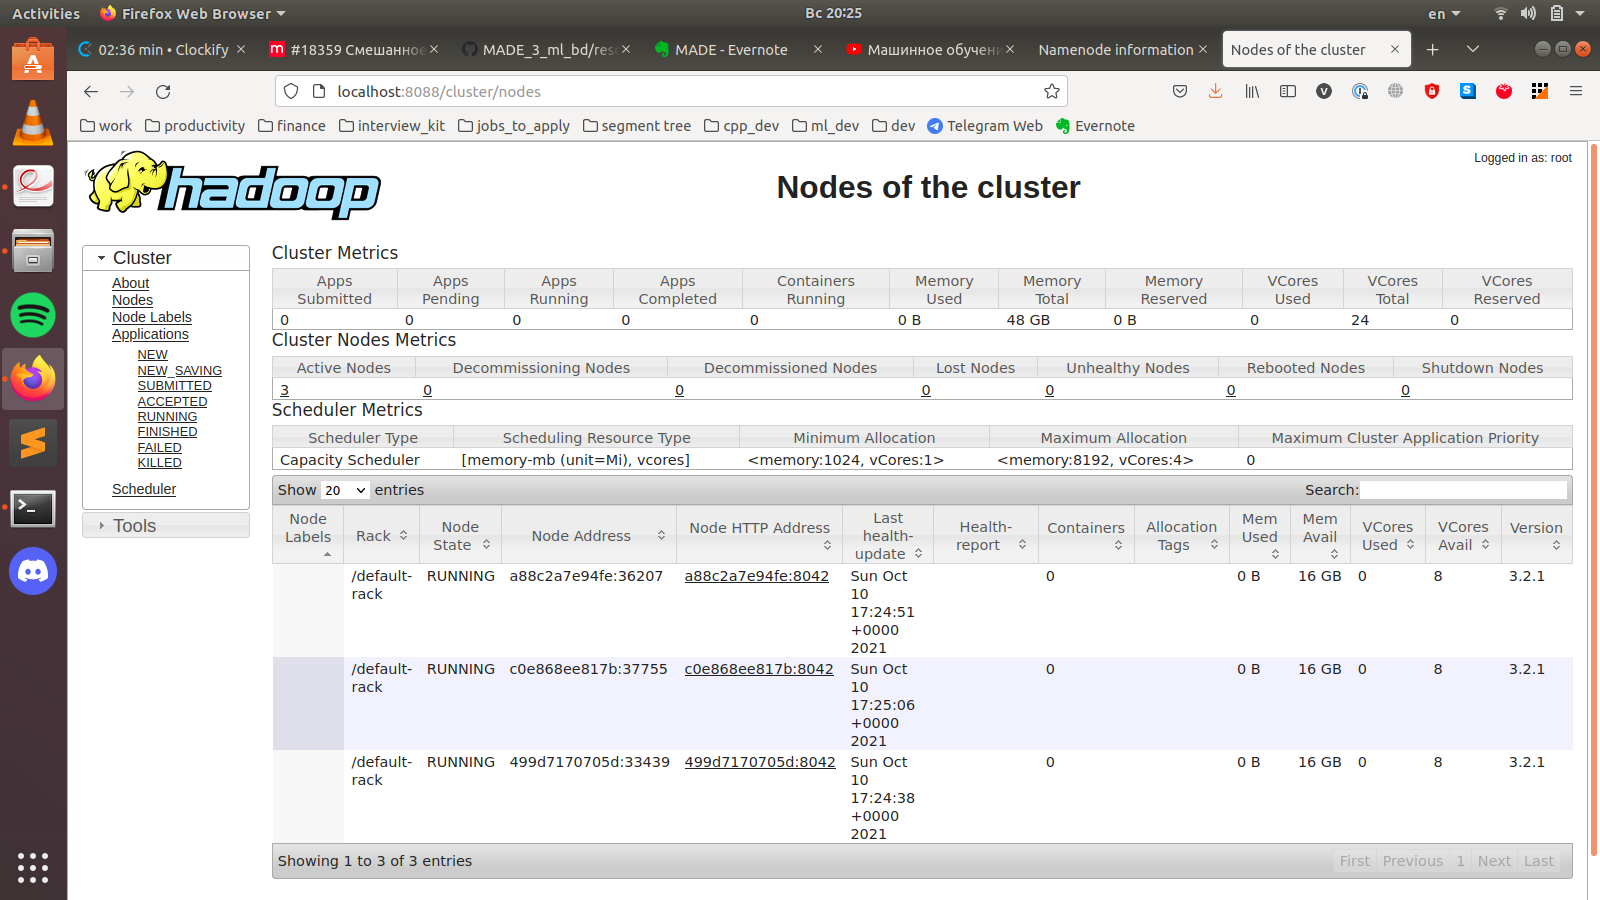 Activities Firefox Web Browser Вс 20:25 en
02:36 min • Clockify #18359 Смешанное MADE_3_ml_bd/res MADE - Evernote Машинное обучени Namenode information Nodes of the cluster
localhost:8088/cluster/nodes
work productivity finance interview_kit jobs_to_apply segment tree cpp_dev ml_dev dev Telegram Web Evernote
hadoop
Nodes of the cluster
Logged in as: root
Cluster
About
Nodes
Node Labels
Applications
NEW
NEW_SAVING
SUBMITTED
ACCEPTED
RUNNING
FINISHED
FAILED
KILLED
Scheduler
Tools
Cluster Metrics
Apps Submitted Apps Pending Apps Running Apps Completed Containers Running Memory Used Memory Total Memory Reserved VCores Used VCores Total VCores Reserved
0 0 0 0 0 0 B 48 GB 0 B 0 24 0
Cluster Nodes Metrics
Active Nodes Decommissioning Nodes Decommissioned Nodes Lost Nodes Unhealthy Nodes Rebooted Nodes Shutdown Nodes
3 0 0 0 0 0 0
Scheduler Metrics
Scheduler Type Scheduling Resource Type Minimum Allocation Maximum Allocation Maximum Cluster Application Priority
Capacity Scheduler [memory-mb (unit=Mi), vcores] <memory:1024, vCores:1> <memory:8192, vCores:4> 0
Show 20 entries Search:
Node Labels Rack Node State Node Address Node HTTP Address Last health-update Health-report Containers Allocation Tags Mem Used Mem Avail VCores Used VCores Avail Version
/default-rack RUNNING a88c2a7e94fe:36207 a88c2a7e94fe:8042 Sun Oct 10 17:24:51 +0000 2021 0 0 B 16 GB 0 8 3.2.1
/default-rack RUNNING c0e868ee817b:37755 c0e868ee817b:8042 Sun Oct 10 17:25:06 +0000 2021 0 0 B 16 GB 0 8 3.2.1
/default-rack RUNNING 499d7170705d:33439 499d7170705d:8042 Sun Oct 10 17:24:38 +0000 2021 0 0 B 16 GB 0 8 3.2.1
Showing 1 to 3 of 3 entries First Previous 1 Next Last